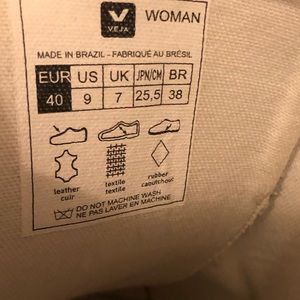 V
VEJA
WOMAN
MADE IN BRAZIL - FABRIQUÉ AU BRÉSIL
EUR US UK JPN/CM BR
40 9 7 25,5 38
leather textile rubber
cuir textile caoutchouc
DO NOT MACHINE WASH
NE PAS LAVER EN MACHINE